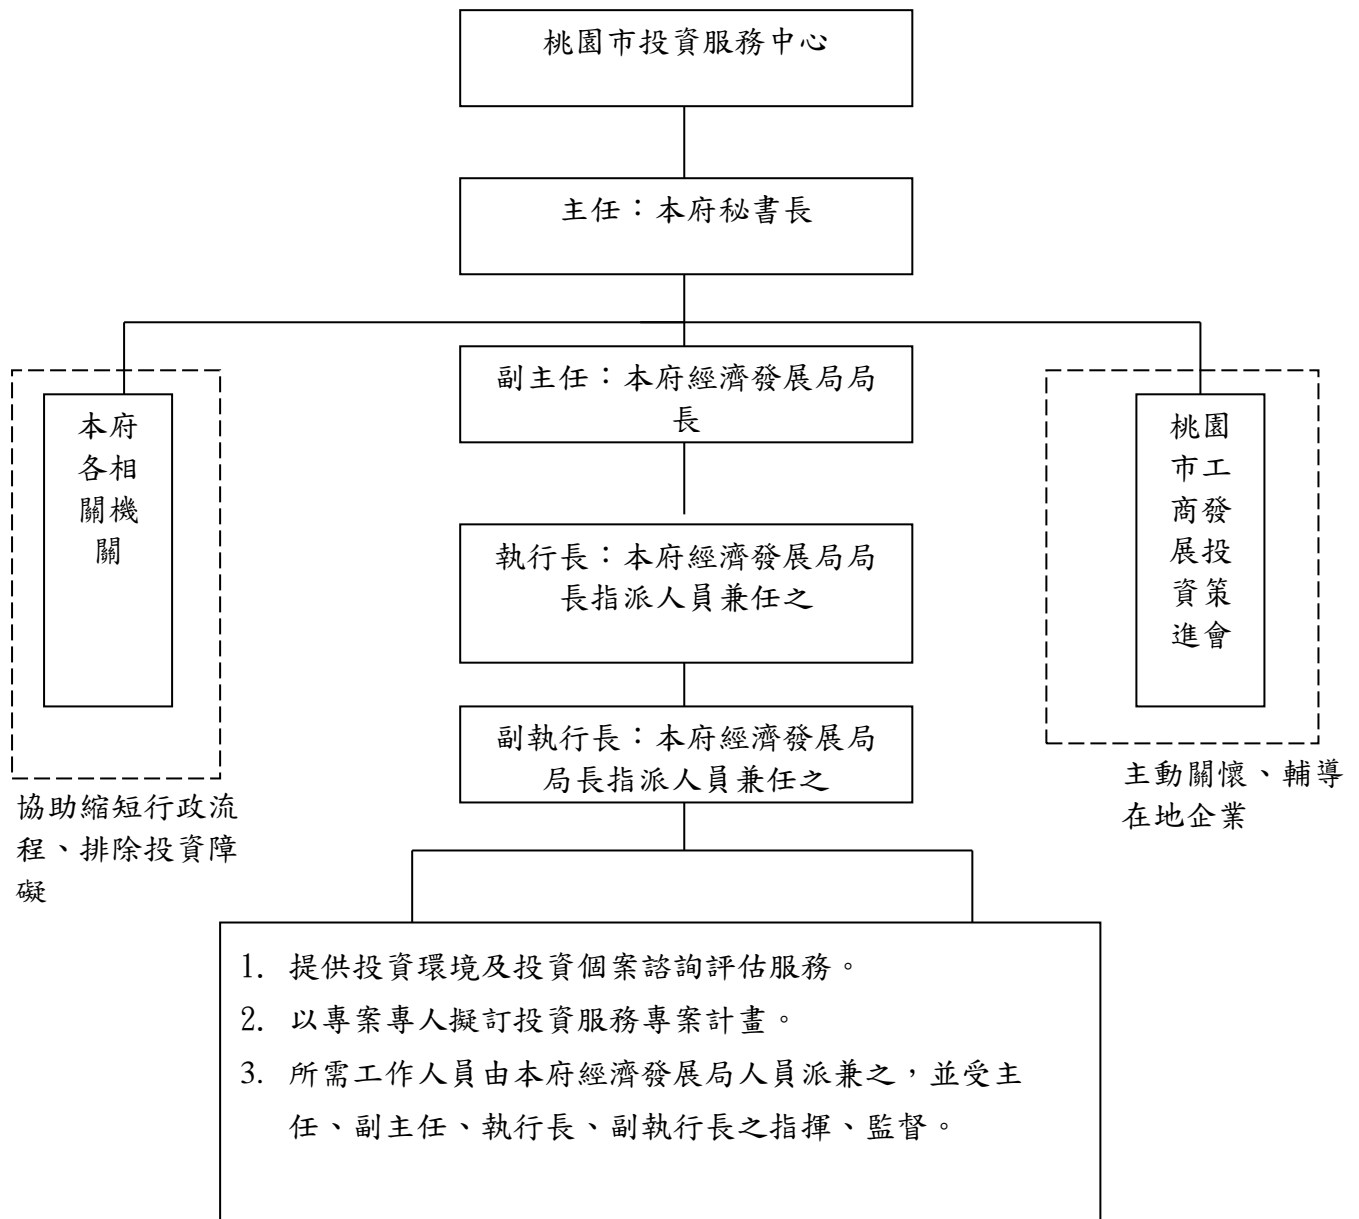 桃園市投資服務中心
主任：本府秘書長
副主任：本府經濟發展局局
長
本府
各相
關機
關
桃園
市工
商發
展投
資策
進會
執行長：本府經濟發展局局
長指派人員兼任之
副執行長：本府經濟發展局
局長指派人員兼任之
協助縮短行政流
程、排除投資障
礙
主動關懷、輔導
在地企業
1. 提供投資環境及投資個案諮詢評估服務。
2. 以專案專人擬訂投資服務專案計畫。
3. 所需工作人員由本府經濟發展局人員派兼之，並受主
任、副主任、執行長、副執行長之指揮、監督。